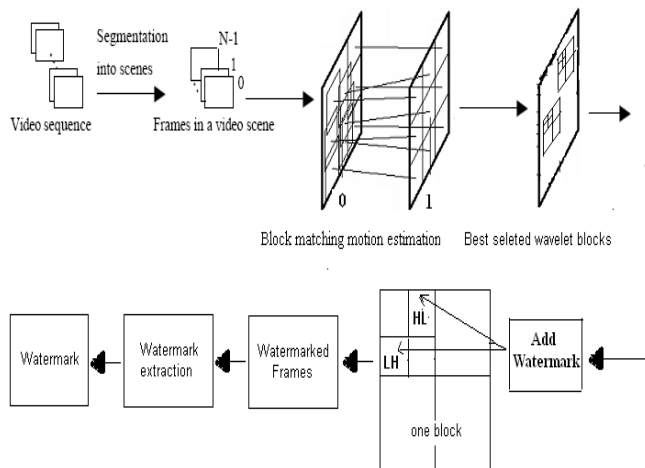 Segmentation
into scenes
N-1
1
0
Video sequence
Frames in a video scene
0
1
Block matching motion estimation
Best seleted wavelet blocks
Watermark
Watermark
extraction
Watermarked
Frames
HL
LH
one block
Add
Watermark